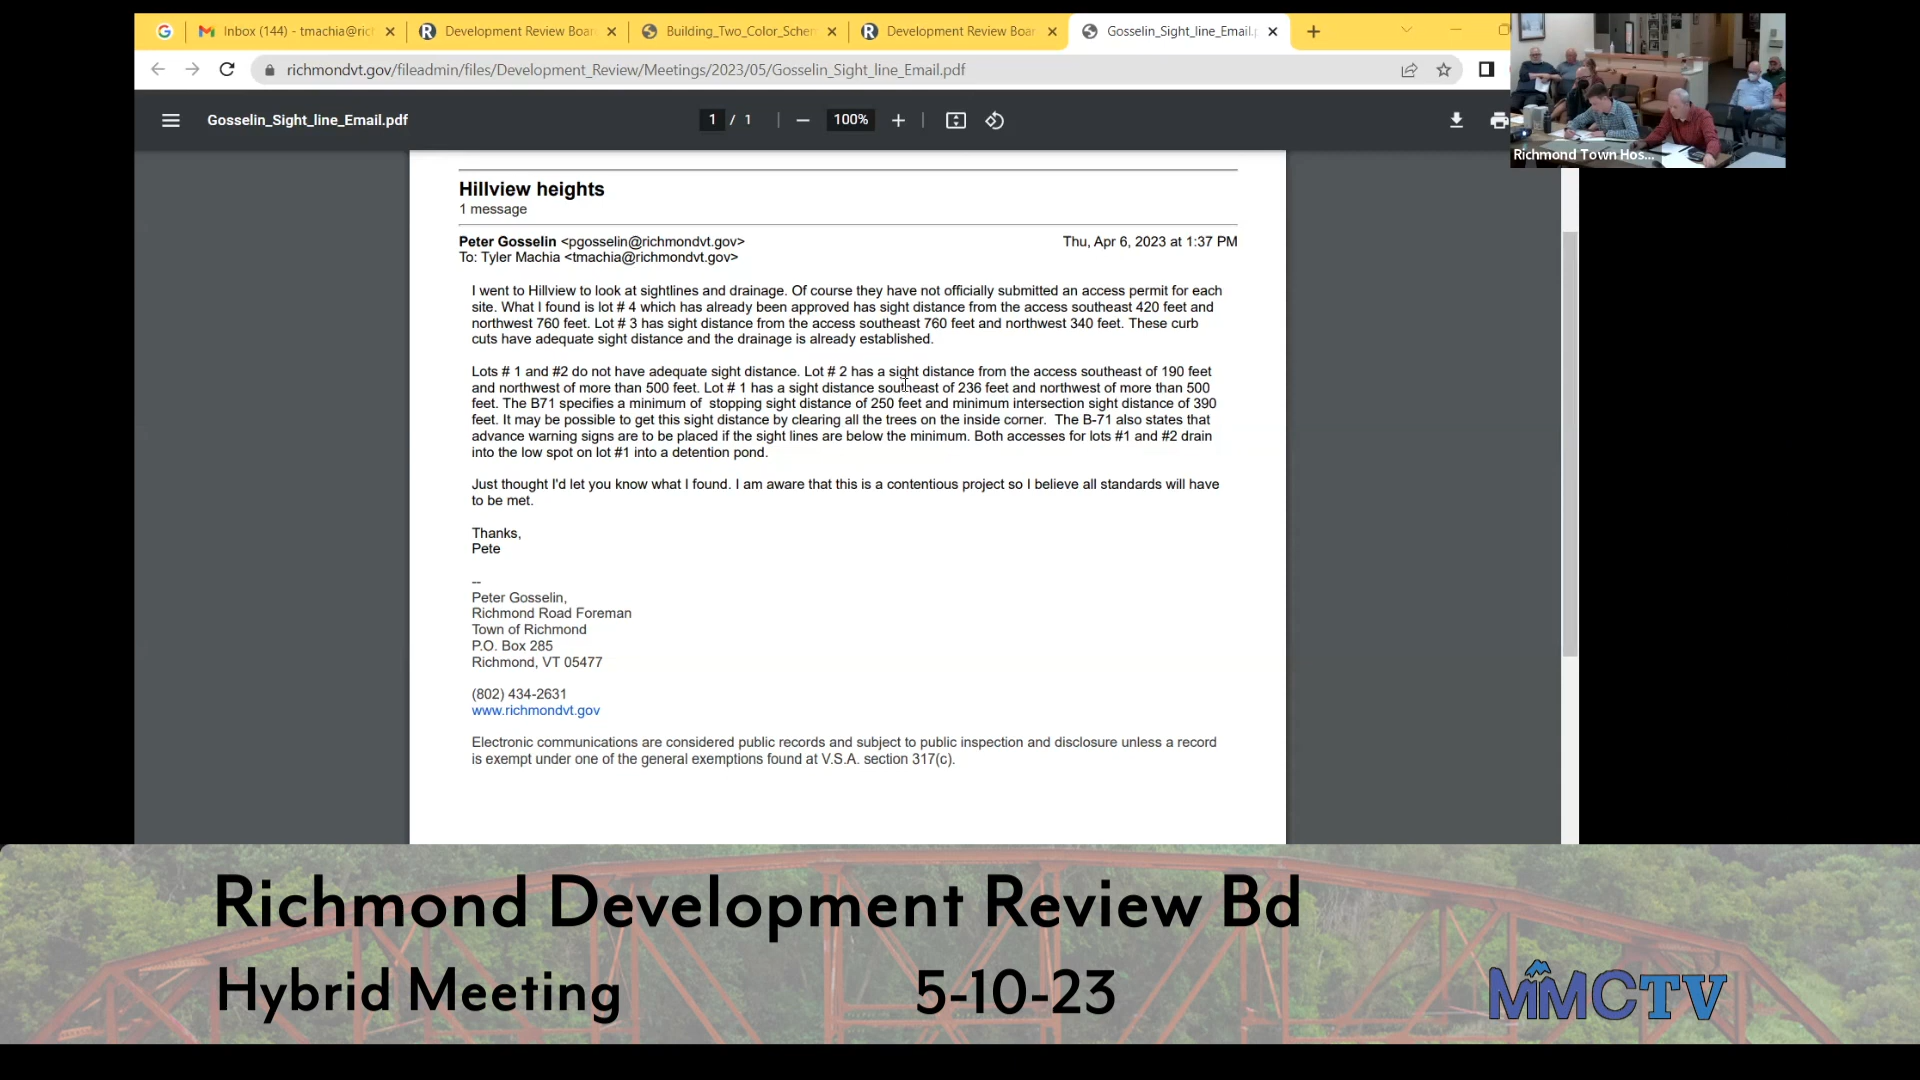 Inbox (144) - tmachia@ric
Development Review Boar
Building_Two_Color_Schem
Development Review Boar
Gosselin_Sight_line_Email.p
richmondvt.gov/fileadmin/files/Development_Review/Meetings/2023/05/Gosselin_Sight_line_Email.pdf
Gosselin_Sight_line_Email.pdf
1 / 1
100%
Richmond Town Hos...
Hillview heights
1 message
Peter Gosselin <pgosselin@richmondvt.gov>
Thu, Apr 6, 2023 at 1:37 PM
To: Tyler Machia <tmachia@richmondvt.gov>
I went to Hillview to look at sightlines and drainage. Of course they have not officially submitted an access permit for each
site. What I found is lot # 4 which has already been approved has sight distance from the access southeast 420 feet and
northwest 760 feet. Lot # 3 has sight distance from the access southeast 760 feet and northwest 340 feet. These curb
cuts have adequate sight distance and the drainage is already established.
Lots # 1 and #2 do not have adequate sight distance. Lot # 2 has a sight distance from the access southeast of 190 feet
and northwest of more than 500 feet. Lot # 1 has a sight distance southeast of 236 feet and northwest of more than 500
feet. The B71 specifies a minimum of  stopping sight distance of 250 feet and minimum intersection sight distance of 390
feet. It may be possible to get this sight distance by clearing all the trees on the inside corner.  The B-71 also states that
advance warning signs are to be placed if the sight lines are below the minimum. Both accesses for lots #1 and #2 drain
into the low spot on lot #1 into a detention pond.
Just thought I'd let you know what I found. I am aware that this is a contentious project so I believe all standards will have
to be met.
Thanks,
Pete
--
Peter Gosselin,
Richmond Road Foreman
Town of Richmond
P.O. Box 285
Richmond, VT 05477
(802) 434-2631
www.richmondvt.gov
Electronic communications are considered public records and subject to public inspection and disclosure unless a record
is exempt under one of the general exemptions found at V.S.A. section 317(c).
Richmond Development Review Bd
Hybrid Meeting
5-10-23
MMCTV